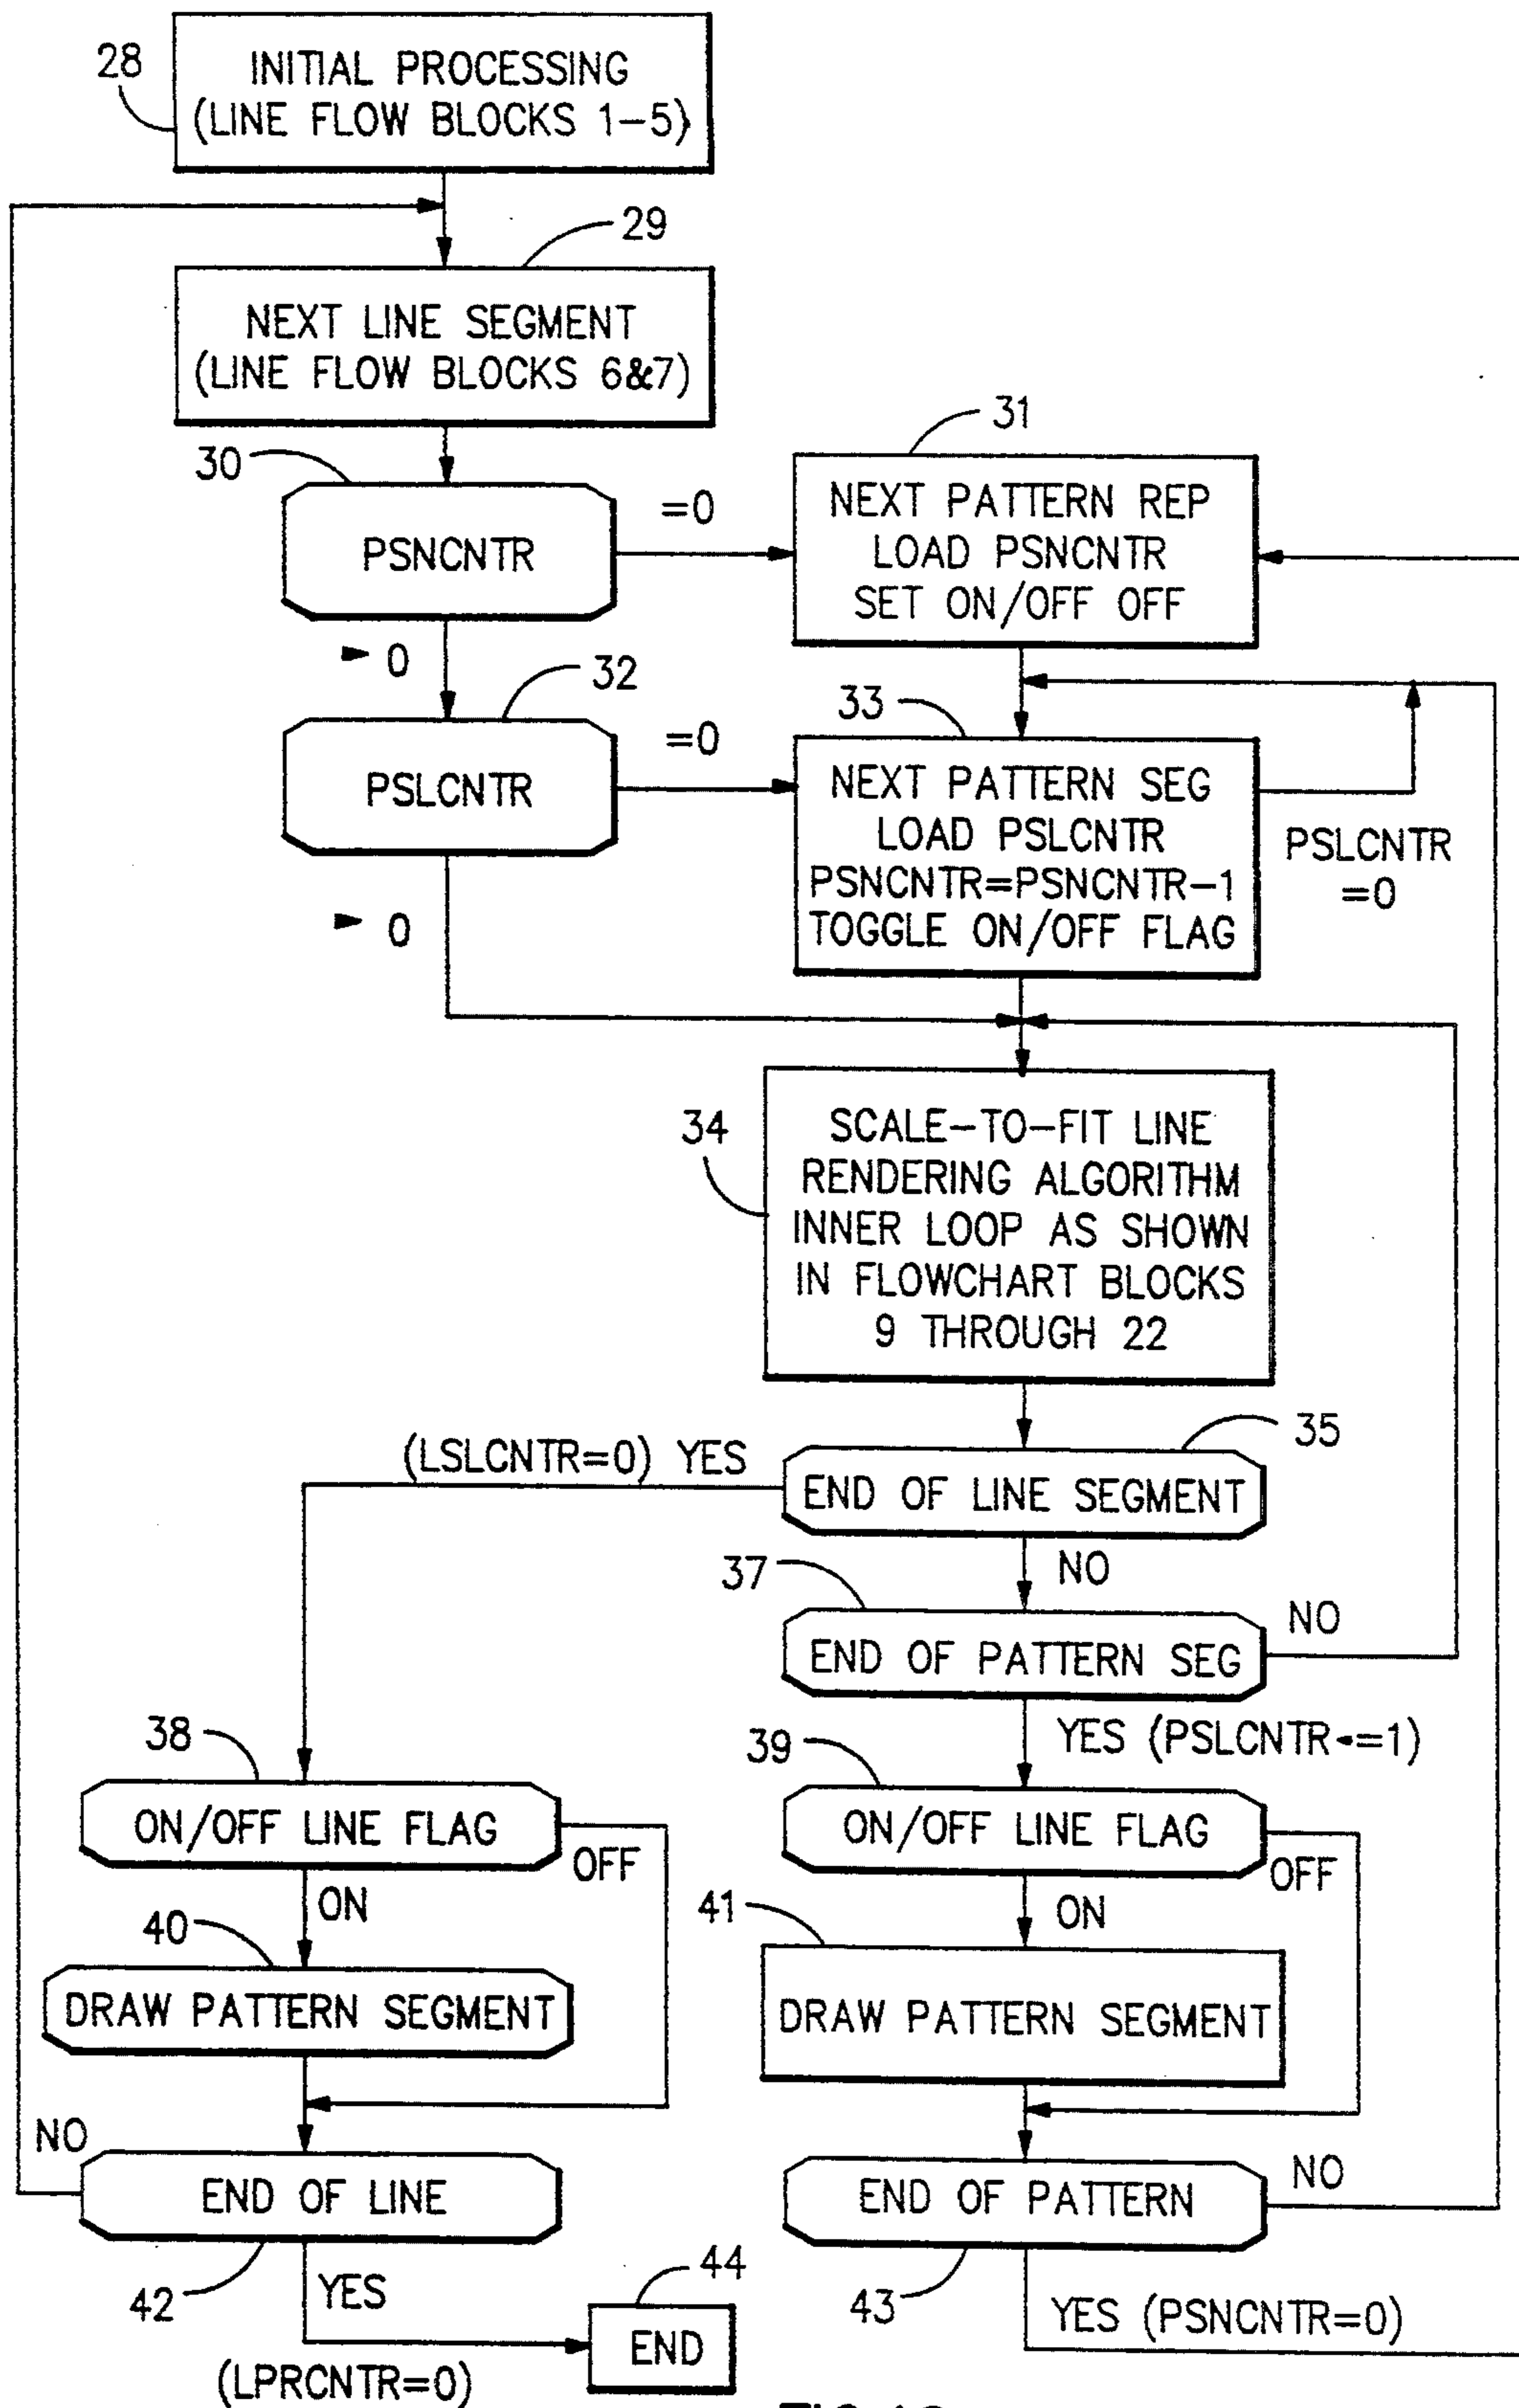 28
INITIAL PROCESSING
(LINE FLOW BLOCKS 1-5)
29
NEXT LINE SEGMENT
(LINE FLOW BLOCKS 6&7)
30
PSNCNTR
=0
31
NEXT PATTERN REP
LOAD PSNCNTR
SET ON/OFF OFF
> 0
32
PSLCNTR
=0
33
NEXT PATTERN SEG
LOAD PSLCNTR
PSNCNTR=PSNCNTR-1
TOGGLE ON/OFF FLAG
PSLCNTR
=0
> 0
34
SCALE-TO-FIT LINE
RENDERING ALGORITHM
INNER LOOP AS SHOWN
IN FLOWCHART BLOCKS
9 THROUGH 22
(LSLCNTR=0) YES
35
END OF LINE SEGMENT
NO
37
END OF PATTERN SEG
NO
YES (PSLCNTR<=1)
38
ON/OFF LINE FLAG
OFF
ON
39
ON/OFF LINE FLAG
OFF
ON
40
DRAW PATTERN SEGMENT
41
DRAW PATTERN SEGMENT
NO
END OF LINE
42
YES
(LPRCNTR=0)
44
END
END OF PATTERN
NO
43
YES (PSNCNTR=0)